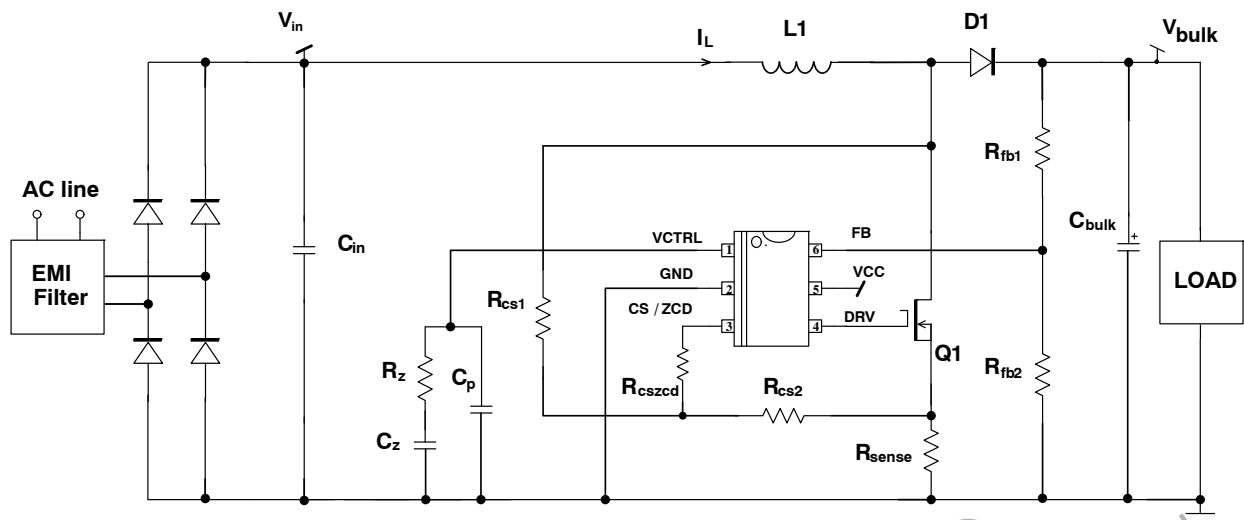 Vin
IL
L1
D1
Vbulk
AC line
EMI
Filter
Cin
Rcs1
VCTRL
GND
CS / ZCD
1
2
3
6
5
4
FB
VCC
DRV
Rfb1
Cbulk
+
LOAD
Q1
Rz
Cp
Cz
Rcszcd
Rcs2
Rsense
Rfb2